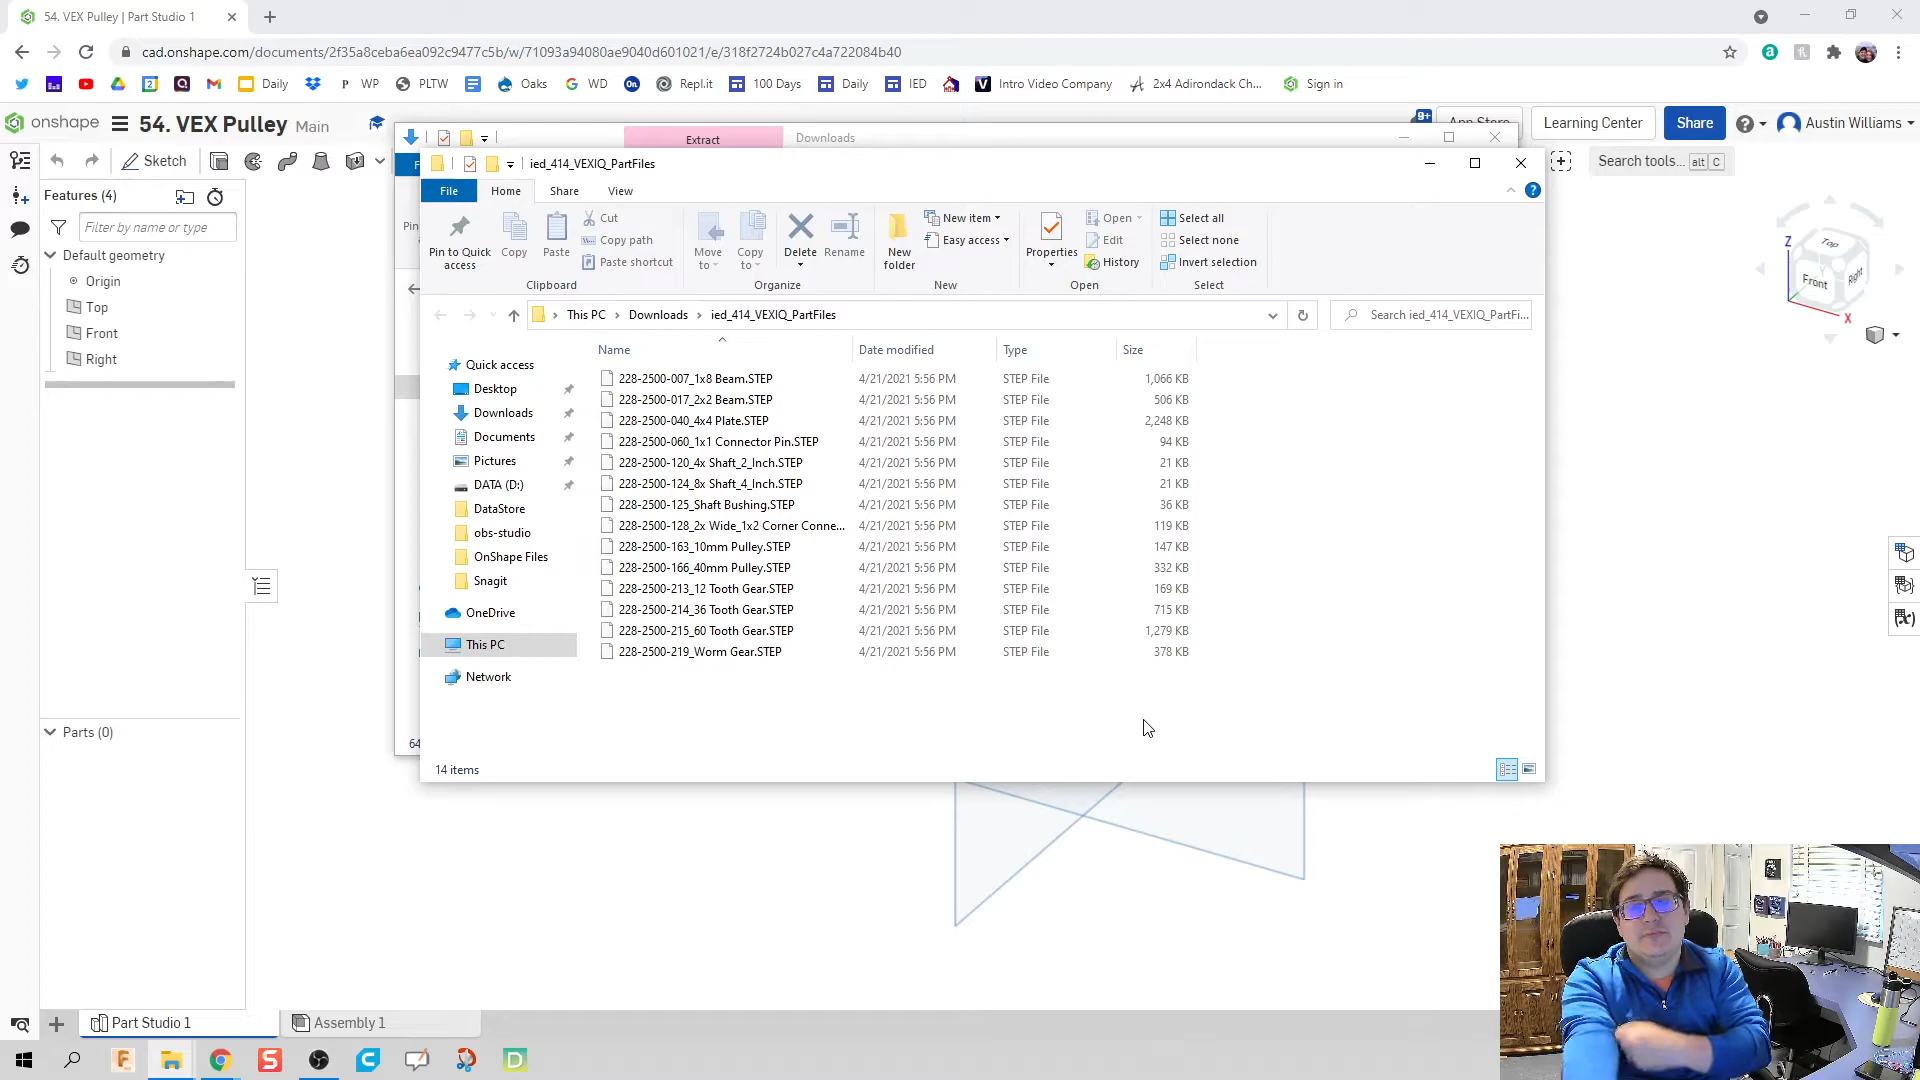 54. VEX Pulley | Part Studio 1
cad.onshape.com/documents/2f35a8ceba6ea092c9477c5b/w/71093a94080ae9040d601021/e/318f2724b027c4a722084b40
Daily WP PLTW Oaks WD Repl.it 100 Days Daily IED Intro Video Company 2x4 Adirondack Ch... Sign in
onshape 54. VEX Pulley Main
9+ Learning Center Share Austin Williams
Extract Downloads
Sketch
Search tools... alt C
ied_414_VEXIQ_PartFiles
File Home Share View
Features (4)
Filter by name or type
Default geometry
Origin
Top
Front
Right
Parts (0)
Pin to Quick access
Copy
Paste
Cut
Copy path
Paste shortcut
Clipboard
Move to
Copy to
Delete
Rename
Organize
New folder
New item
Easy access
New
Properties
Open
Edit
History
Open
Select all
Select none
Invert selection
Select
This PC Downloads ied_414_VEXIQ_PartFiles
Search ied_414_VEXIQ_PartFi...
Quick access
Desktop
Downloads
Documents
Pictures
DATA (D:)
DataStore
obs-studio
OnShape Files
Snagit
OneDrive
This PC
Network
Name Date modified Type Size
228-2500-007_1x8 Beam.STEP 4/21/2021 5:56 PM STEP File 1,066 KB
228-2500-017_2x2 Beam.STEP 4/21/2021 5:56 PM STEP File 506 KB
228-2500-040_4x4 Plate.STEP 4/21/2021 5:56 PM STEP File 2,248 KB
228-2500-060_1x1 Connector Pin.STEP 4/21/2021 5:56 PM STEP File 94 KB
228-2500-120_4x Shaft_2_Inch.STEP 4/21/2021 5:56 PM STEP File 21 KB
228-2500-124_8x Shaft_4_Inch.STEP 4/21/2021 5:56 PM STEP File 21 KB
228-2500-125_Shaft Bushing.STEP 4/21/2021 5:56 PM STEP File 36 KB
228-2500-128_2x Wide_1x2 Corner Conne... 4/21/2021 5:56 PM STEP File 119 KB
228-2500-163_10mm Pulley.STEP 4/21/2021 5:56 PM STEP File 147 KB
228-2500-166_40mm Pulley.STEP 4/21/2021 5:56 PM STEP File 332 KB
228-2500-213_12 Tooth Gear.STEP 4/21/2021 5:56 PM STEP File 169 KB
228-2500-214_36 Tooth Gear.STEP 4/21/2021 5:56 PM STEP File 715 KB
228-2500-215_60 Tooth Gear.STEP 4/21/2021 5:56 PM STEP File 1,279 KB
228-2500-219_Worm Gear.STEP 4/21/2021 5:56 PM STEP File 378 KB
64
14 items
Z Top Front Right X
Part Studio 1 Assembly 1